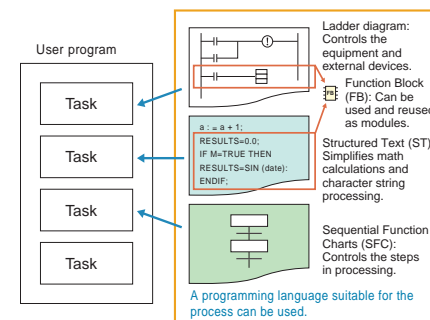 User program
Task
Task
Task
Task
Ladder diagram:
Controls the
equipment and
external devices.
FB
Function Block
(FB): Can be
used and reused
as modules.
a : = a + 1;
RESULTS=0.0;
IF M=TRUE THEN
RESULTS=SIN (date):
ENDIF;
Structured Text (ST)
Simplifies math
calculations and
character string
processing.
Sequential Function
Charts (SFC):
Controls the steps
in processing.
A programming language suitable for the
process can be used.